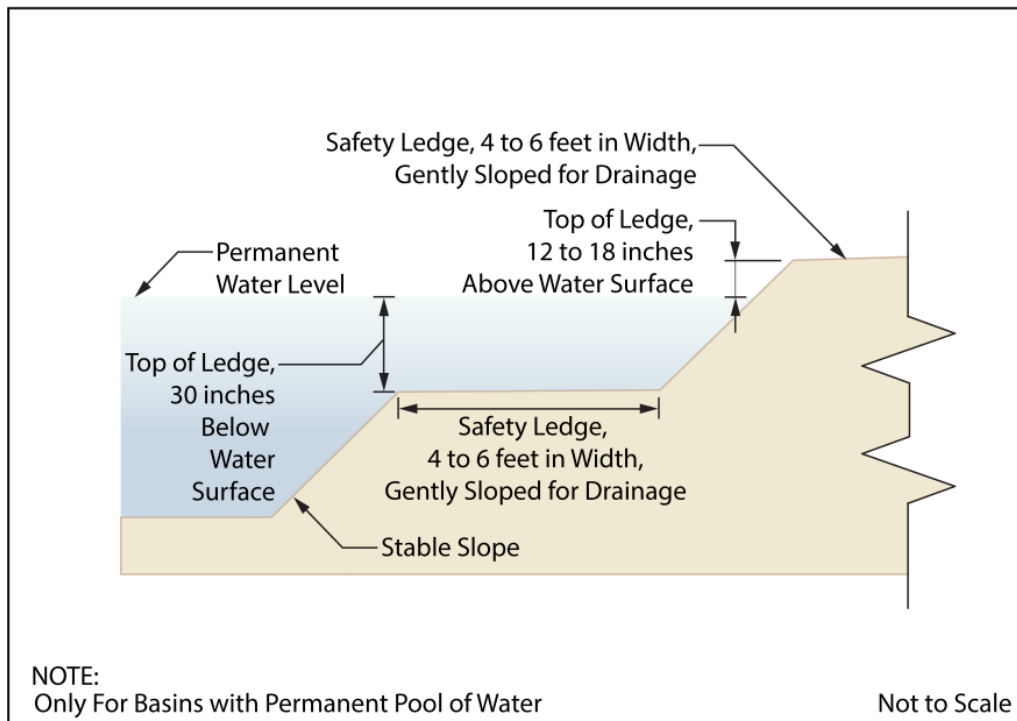 Safety Ledge, 4 to 6 feet in Width,
Gently Sloped for Drainage
Top of Ledge,
12 to 18 inches
Above Water Surface
Permanent
Water Level
Top of Ledge,
30 inches
Below
Water
Surface
Safety Ledge,
4 to 6 feet in Width,
Gently Sloped for Drainage
Stable Slope
NOTE:
Only For Basins with Permanent Pool of Water
Not to Scale